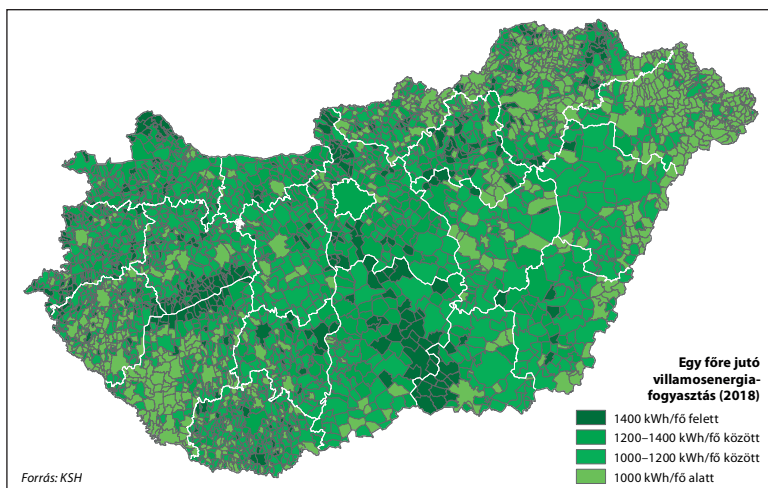 Egy főre jutó
villamosenergia-
fogyasztás (2018)
1400 kWh/fő felett
1200–1400 kWh/fő között
1000–1200 kWh/fő között
1000 kWh/fő alatt
Forrás: KSH